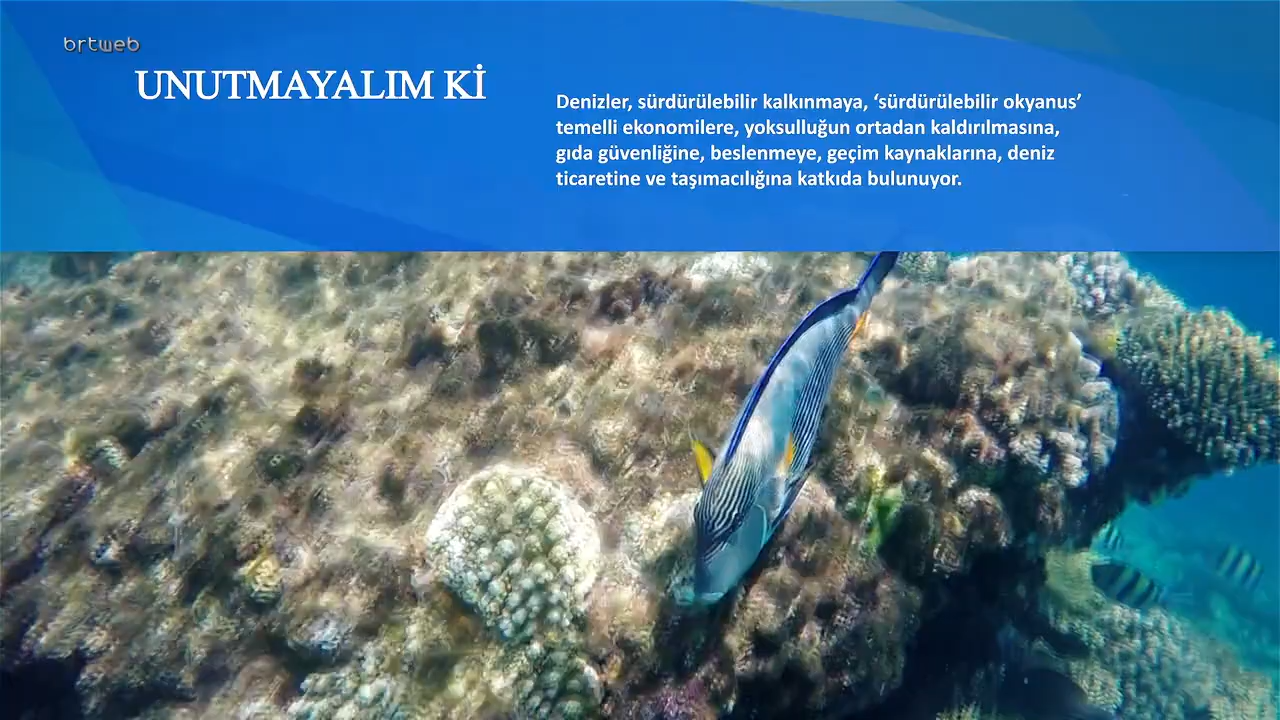 brtweb
UNUTMAYALIM Kİ
Denizler, sürdürülebilir kalkınmaya, ‘sürdürülebilir okyanus’
temelli ekonomilere, yoksulluğun ortadan kaldırılmasına,
gıda güvenliğine, beslenmeye, geçim kaynaklarına, deniz
ticaretine ve taşımacılığına katkıda bulunuyor.